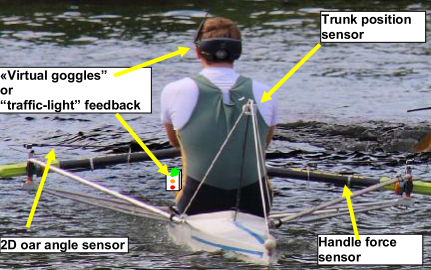 Trunk position
sensor
«Virtual goggles”
or
“traffic-light” feedback
2D oar angle sensor
Handle force
sensor